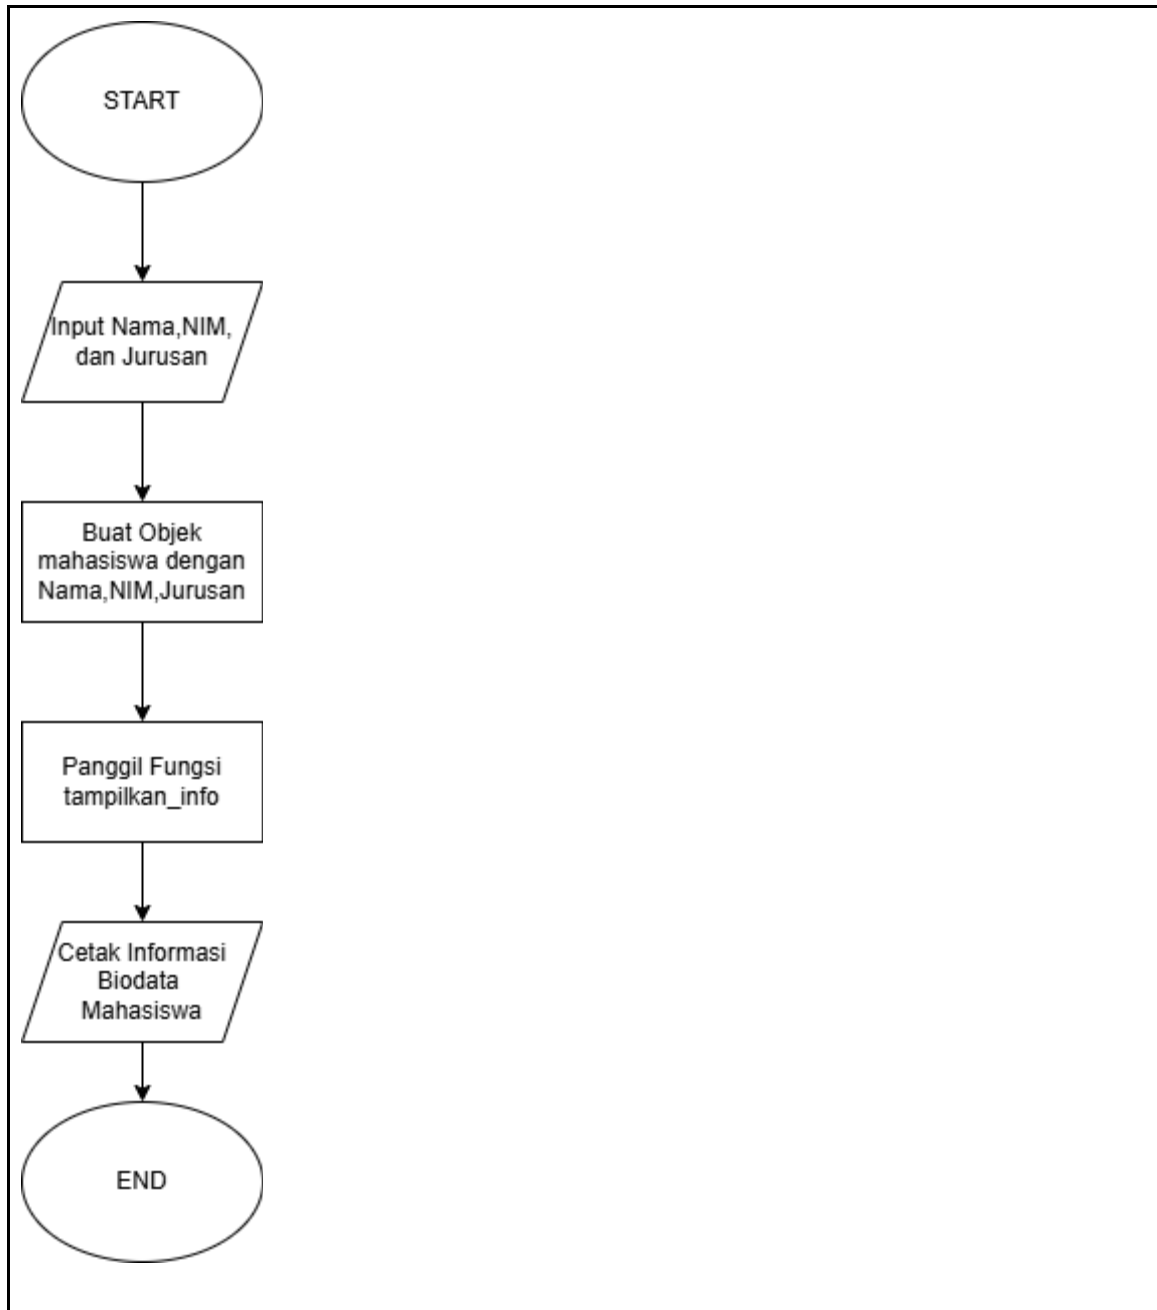 START
Input Nama,NIM,
dan Jurusan
Buat Objek
mahasiswa dengan
Nama,NIM,Jurusan
Panggil Fungsi
tampilkan_info
Cetak Informasi
Biodata
Mahasiswa
END